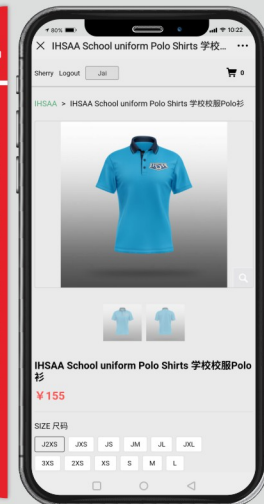 80%
10:22
IHSAA School uniform Polo Shirts 学校...
Sherry Logout Jai
0
IHSAA > IHSAA School uniform Polo Shirts 学校校服Polo衫
IHSAA School uniform Polo Shirts 学校校服Polo
衫
¥155
SIZE 尺码
J2XS JXS JS JM JL JXL
3XS 2XS XS S M L